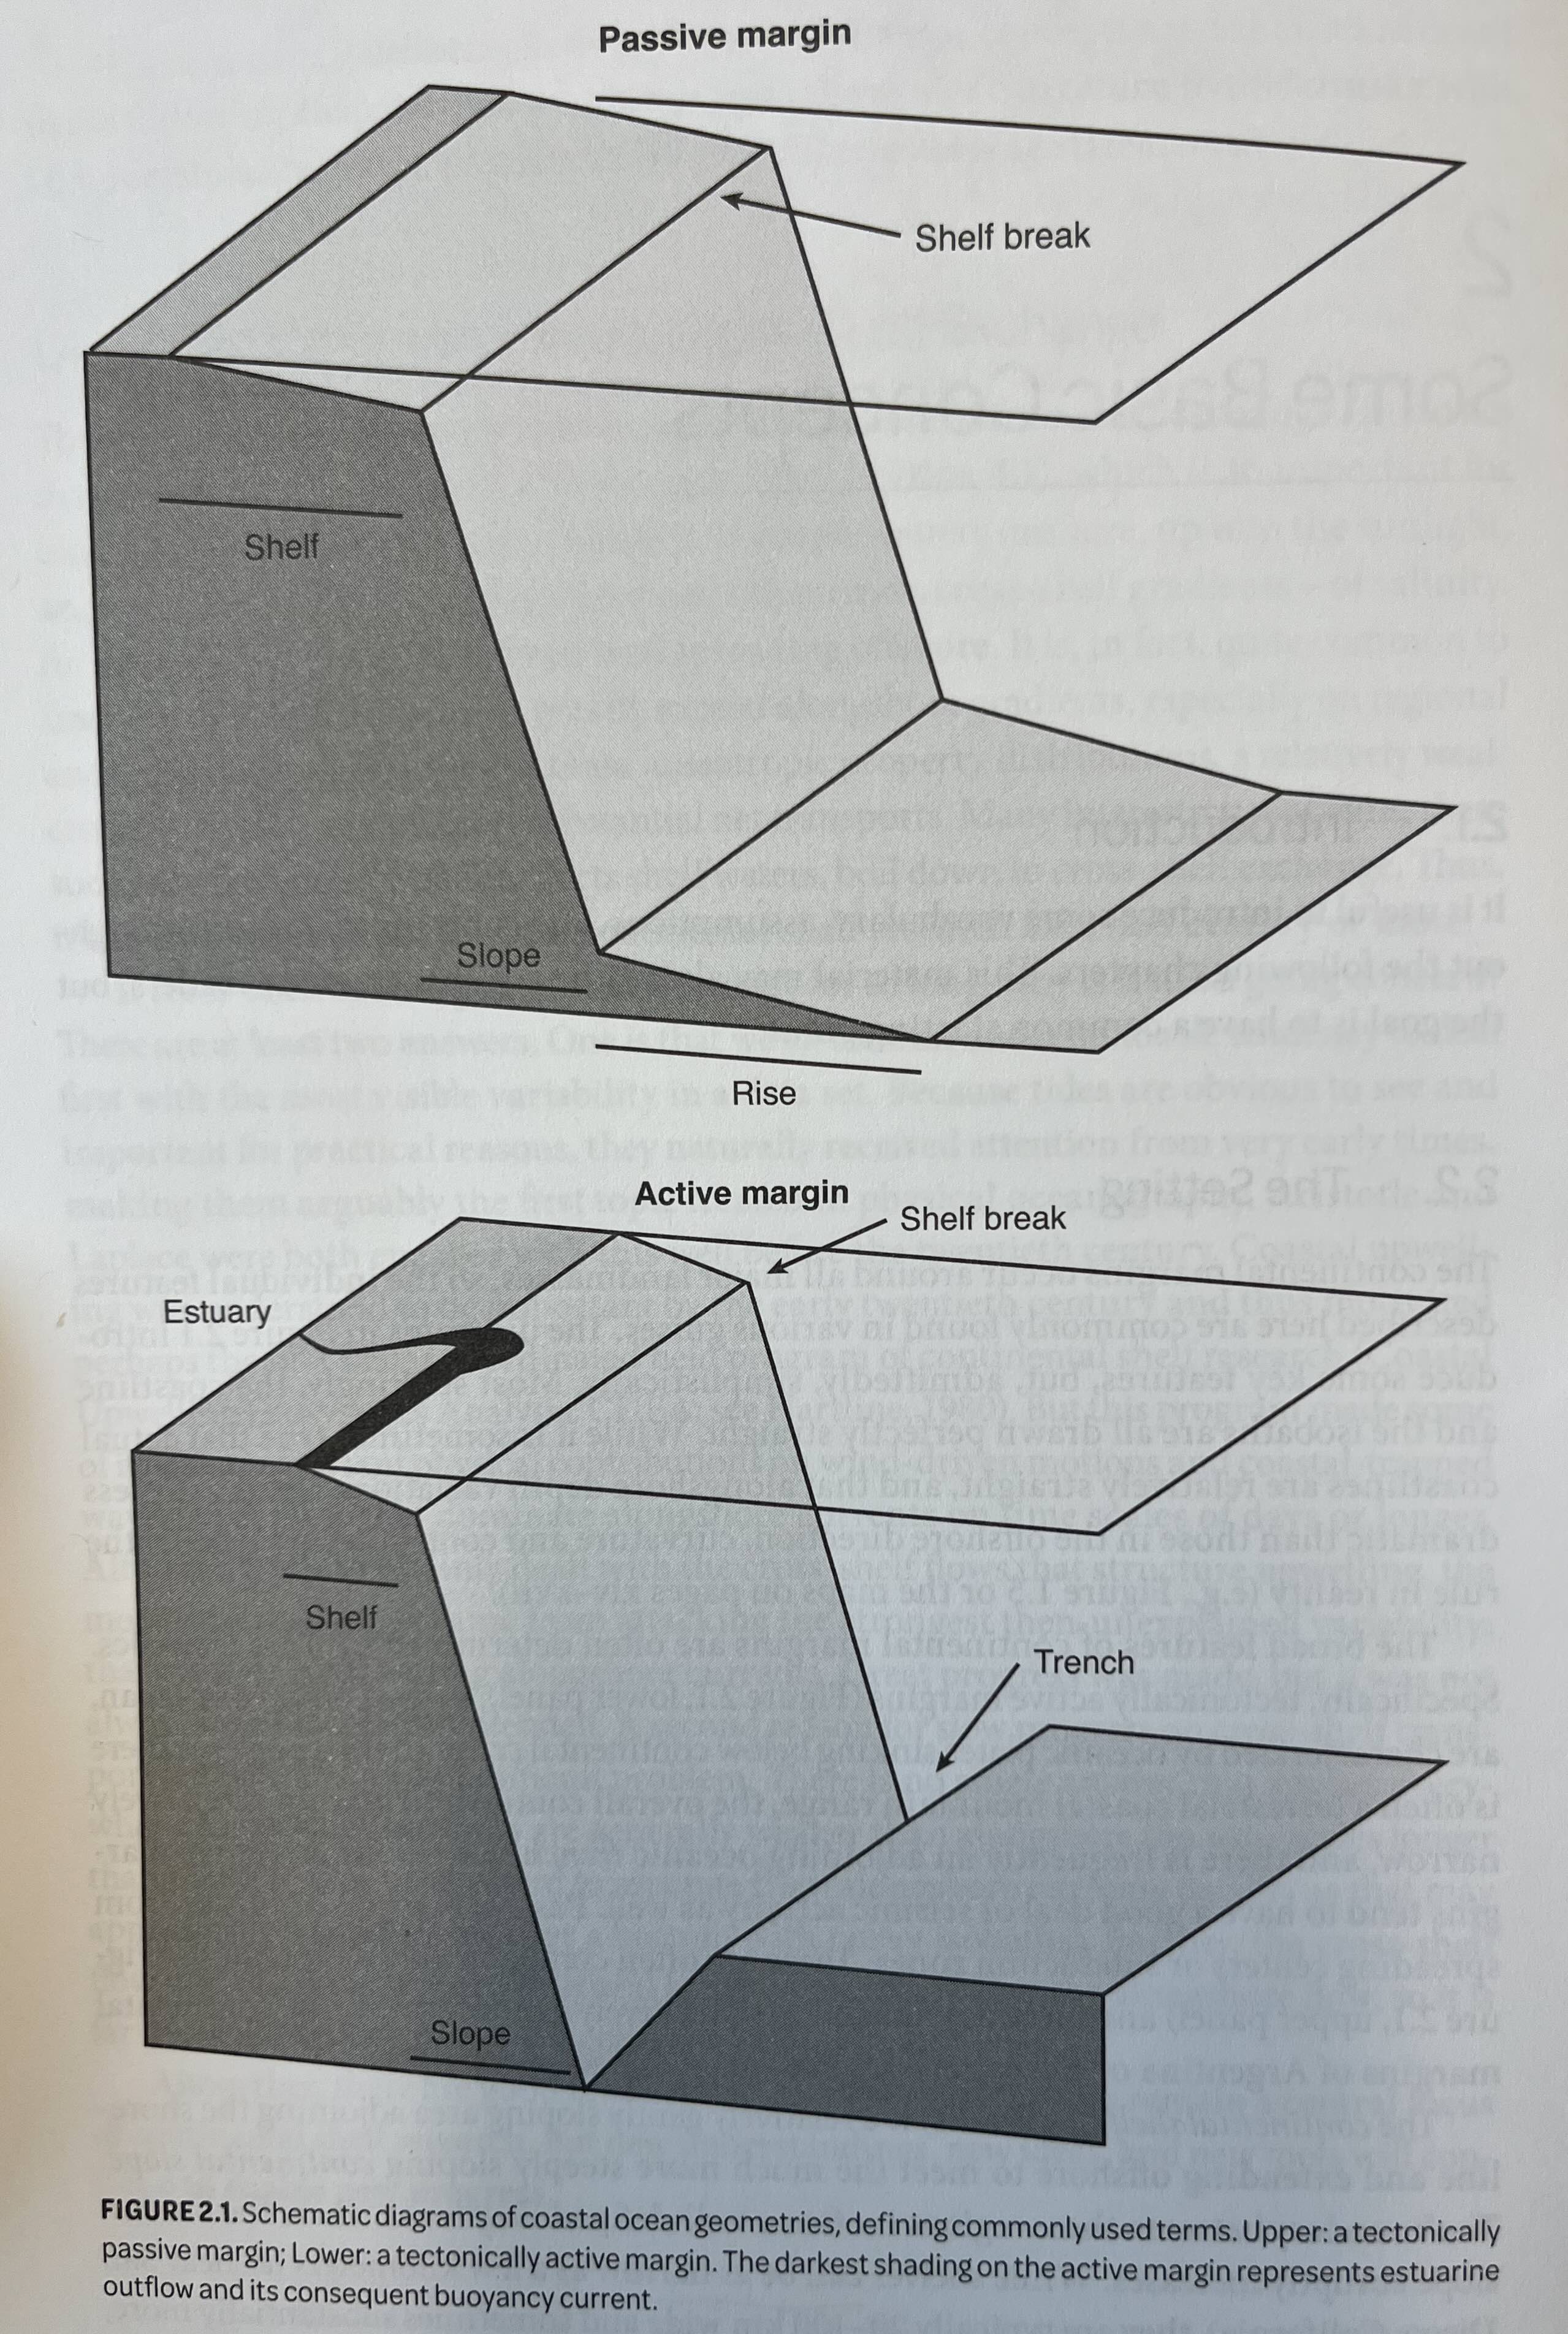 Passive margin
Shelf break
Shelf
Slope
Rise
Active margin
Shelf break
Estuary
Shelf
Trench
Slope
FIGURE 2.1. Schematic diagrams of coastal ocean geometries, defining commonly used terms. Upper: a tectonically
passive margin; Lower: a tectonically active margin. The darkest shading on the active margin represents estuarine
outflow and its consequent buoyancy current.